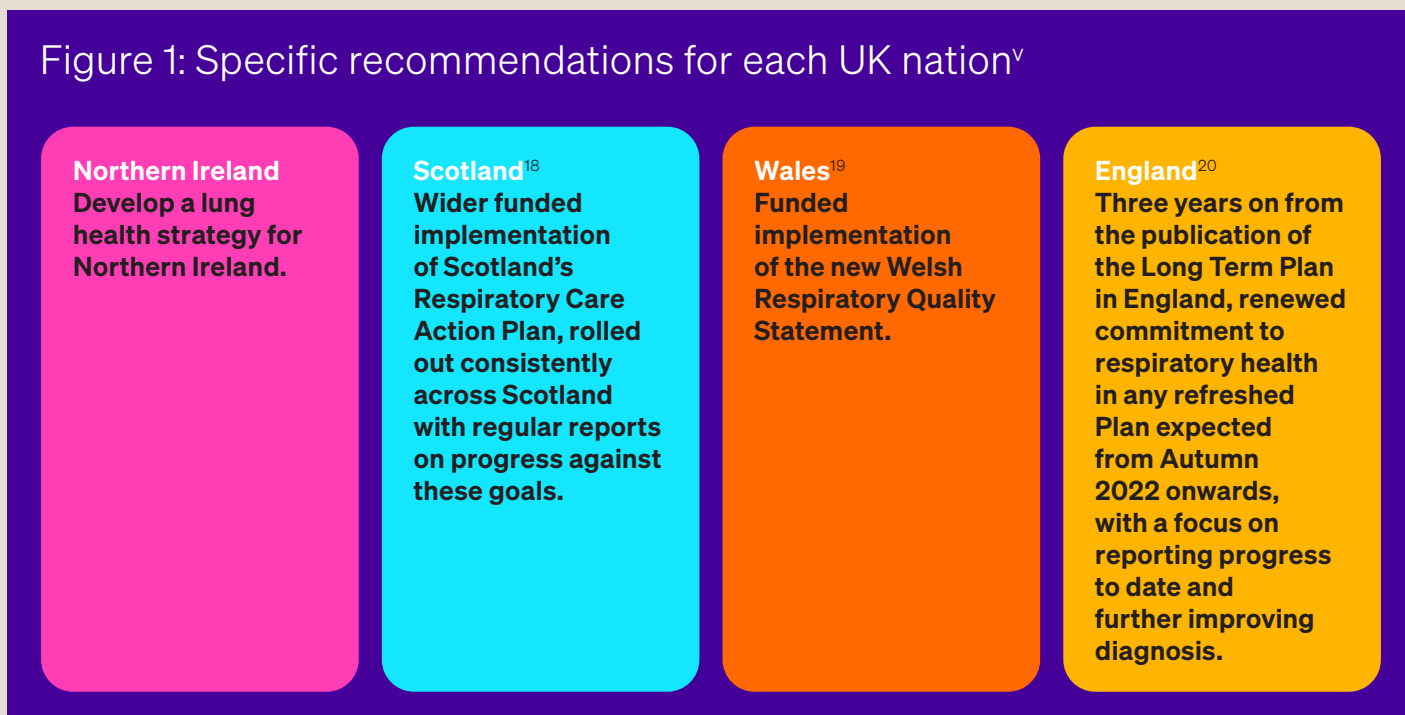 Figure 1: Specific recommendations for each UK nationᵛ
Northern Ireland
Develop a lung
health strategy for
Northern Ireland.
Scotland¹⁸
Wider funded
implementation
of Scotland’s
Respiratory Care
Action Plan, rolled
out consistently
across Scotland
with regular reports
on progress against
these goals.
Wales¹⁹
Funded
implementation
of the new Welsh
Respiratory Quality
Statement.
England²⁰
Three years on from
the publication of
the Long Term Plan
in England, renewed
commitment to
respiratory health
in any refreshed
Plan expected
from Autumn
2022 onwards,
with a focus on
reporting progress
to date and
further improving
diagnosis.